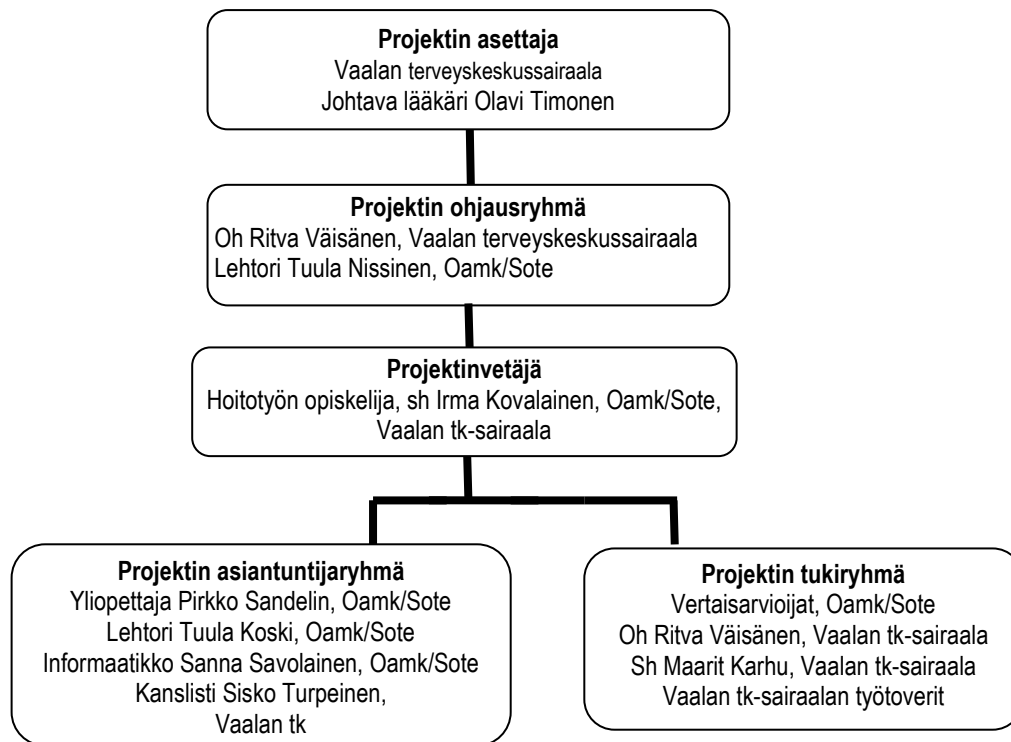 Projektin asettaja
Vaalan terveyskeskussairaala
Johtava lääkäri Olavi Timonen
Projektin ohjausryhmä
Oh Ritva Väisänen, Vaalan terveyskeskussairaala
Lehtori Tuula Nissinen, Oamk/Sote
Projektinvetäjä
Hoitotyön opiskelija, sh Irma Kovalainen, Oamk/Sote,
Vaalan tk-sairaala
Projektin asiantuntijaryhmä
Yliopettaja Pirkko Sandelin, Oamk/Sote
Lehtori Tuula Koski, Oamk/Sote
Informaatikko Sanna Savolainen, Oamk/Sote
Kanslisti Sisko Turpeinen,
Vaalan tk
Projektin tukiryhmä
Vertaisarvioijat, Oamk/Sote
Oh Ritva Väisänen, Vaalan tk-sairaala
Sh Maarit Karhu, Vaalan tk-sairaala
Vaalan tk-sairaalan työtoverit